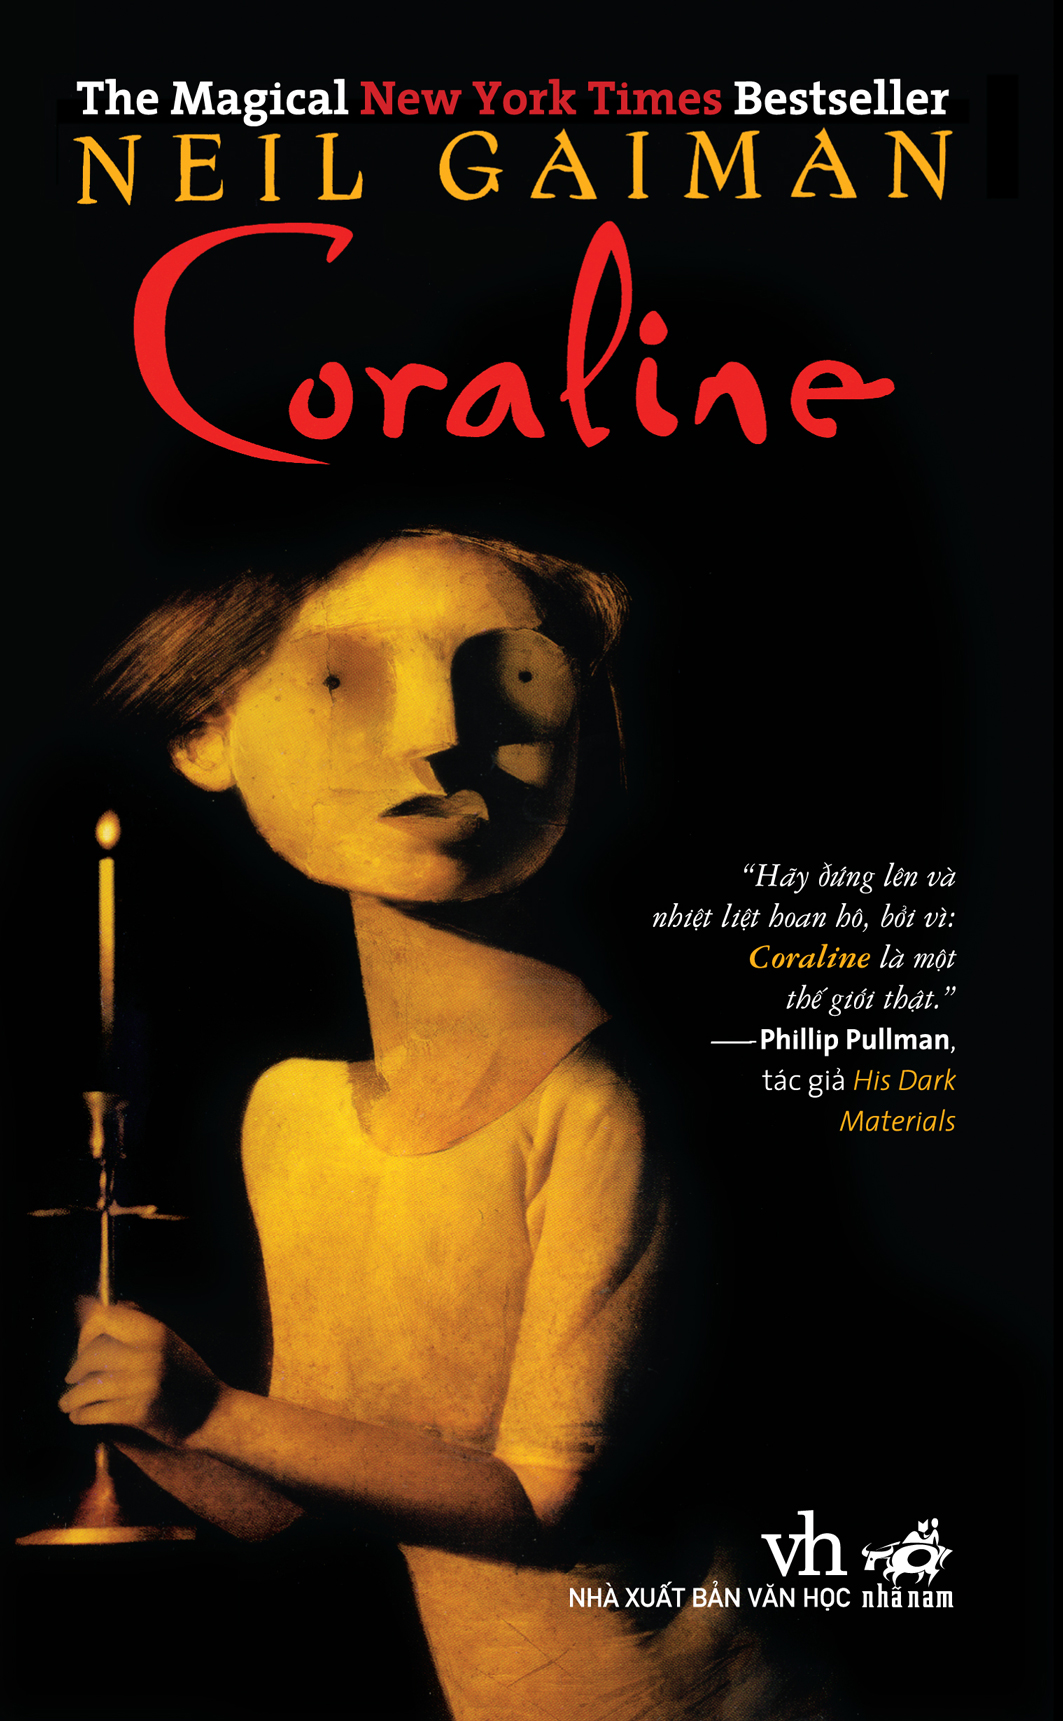 The Magical New York Times Bestseller
NEIL GAIMAN
Coraline
“Hãy đứng lên và
nhiệt liệt hoan hô, bởi vì:
Coraline là một
thế giới thật.”
—Phillip Pullman,
tác giả His Dark
Materials
vh
NHÀ XUẤT BẢN VĂN HỌC
nhã nam